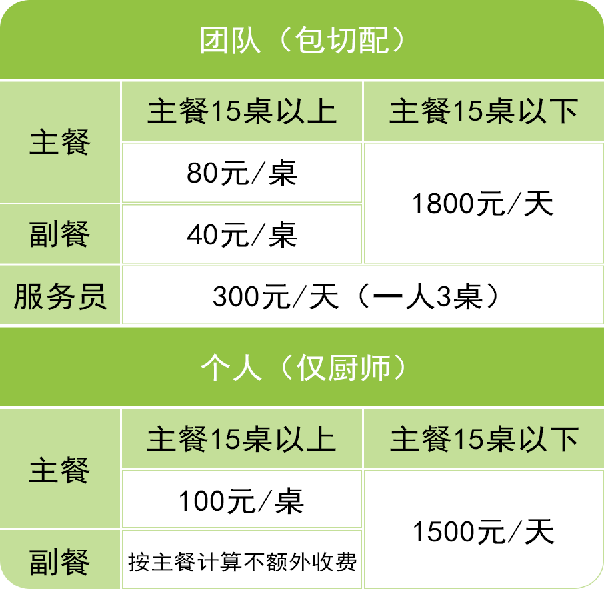 团队（包切配）
主餐
主餐15桌以上
主餐15桌以下
80元/桌
1800元/天
副餐
40元/桌
服务员
300元/天（一人3桌）
个人（仅厨师）
主餐
主餐15桌以上
主餐15桌以下
100元/桌
1500元/天
副餐
按主餐计算不额外收费